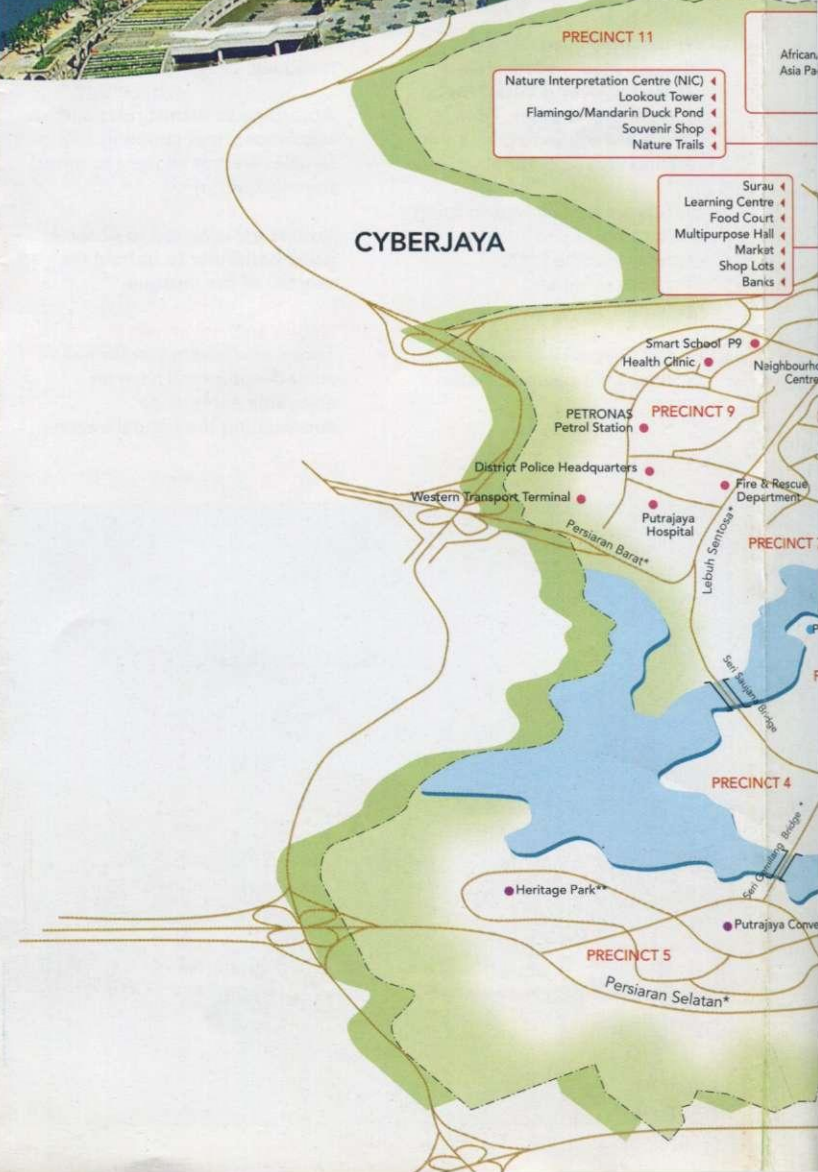 PRECINCT 11
African,
Asia Pa
Nature Interpretation Centre (NIC)
Lookout Tower
Flamingo/Mandarin Duck Pond
Souvenir Shop
Nature Trails
Surau
Learning Centre
Food Court
Multipurpose Hall
Market
Shop Lots
Banks
CYBERJAYA
Smart School P9
Health Clinic
Neighbourho
Centre
PETRONAS
Petrol Station
PRECINCT 9
District Police Headquarters
Western Transport Terminal
Fire & Rescue
Department
Putrajaya
Hospital
Persiaran Barat*
Lebuh Sentosa*
PRECINCT
Seri Saujana Bridge
PRECINCT 4
Seri Gemilang Bridge *
Heritage Park**
Putrajaya Conve
PRECINCT 5
Persiaran Selatan*